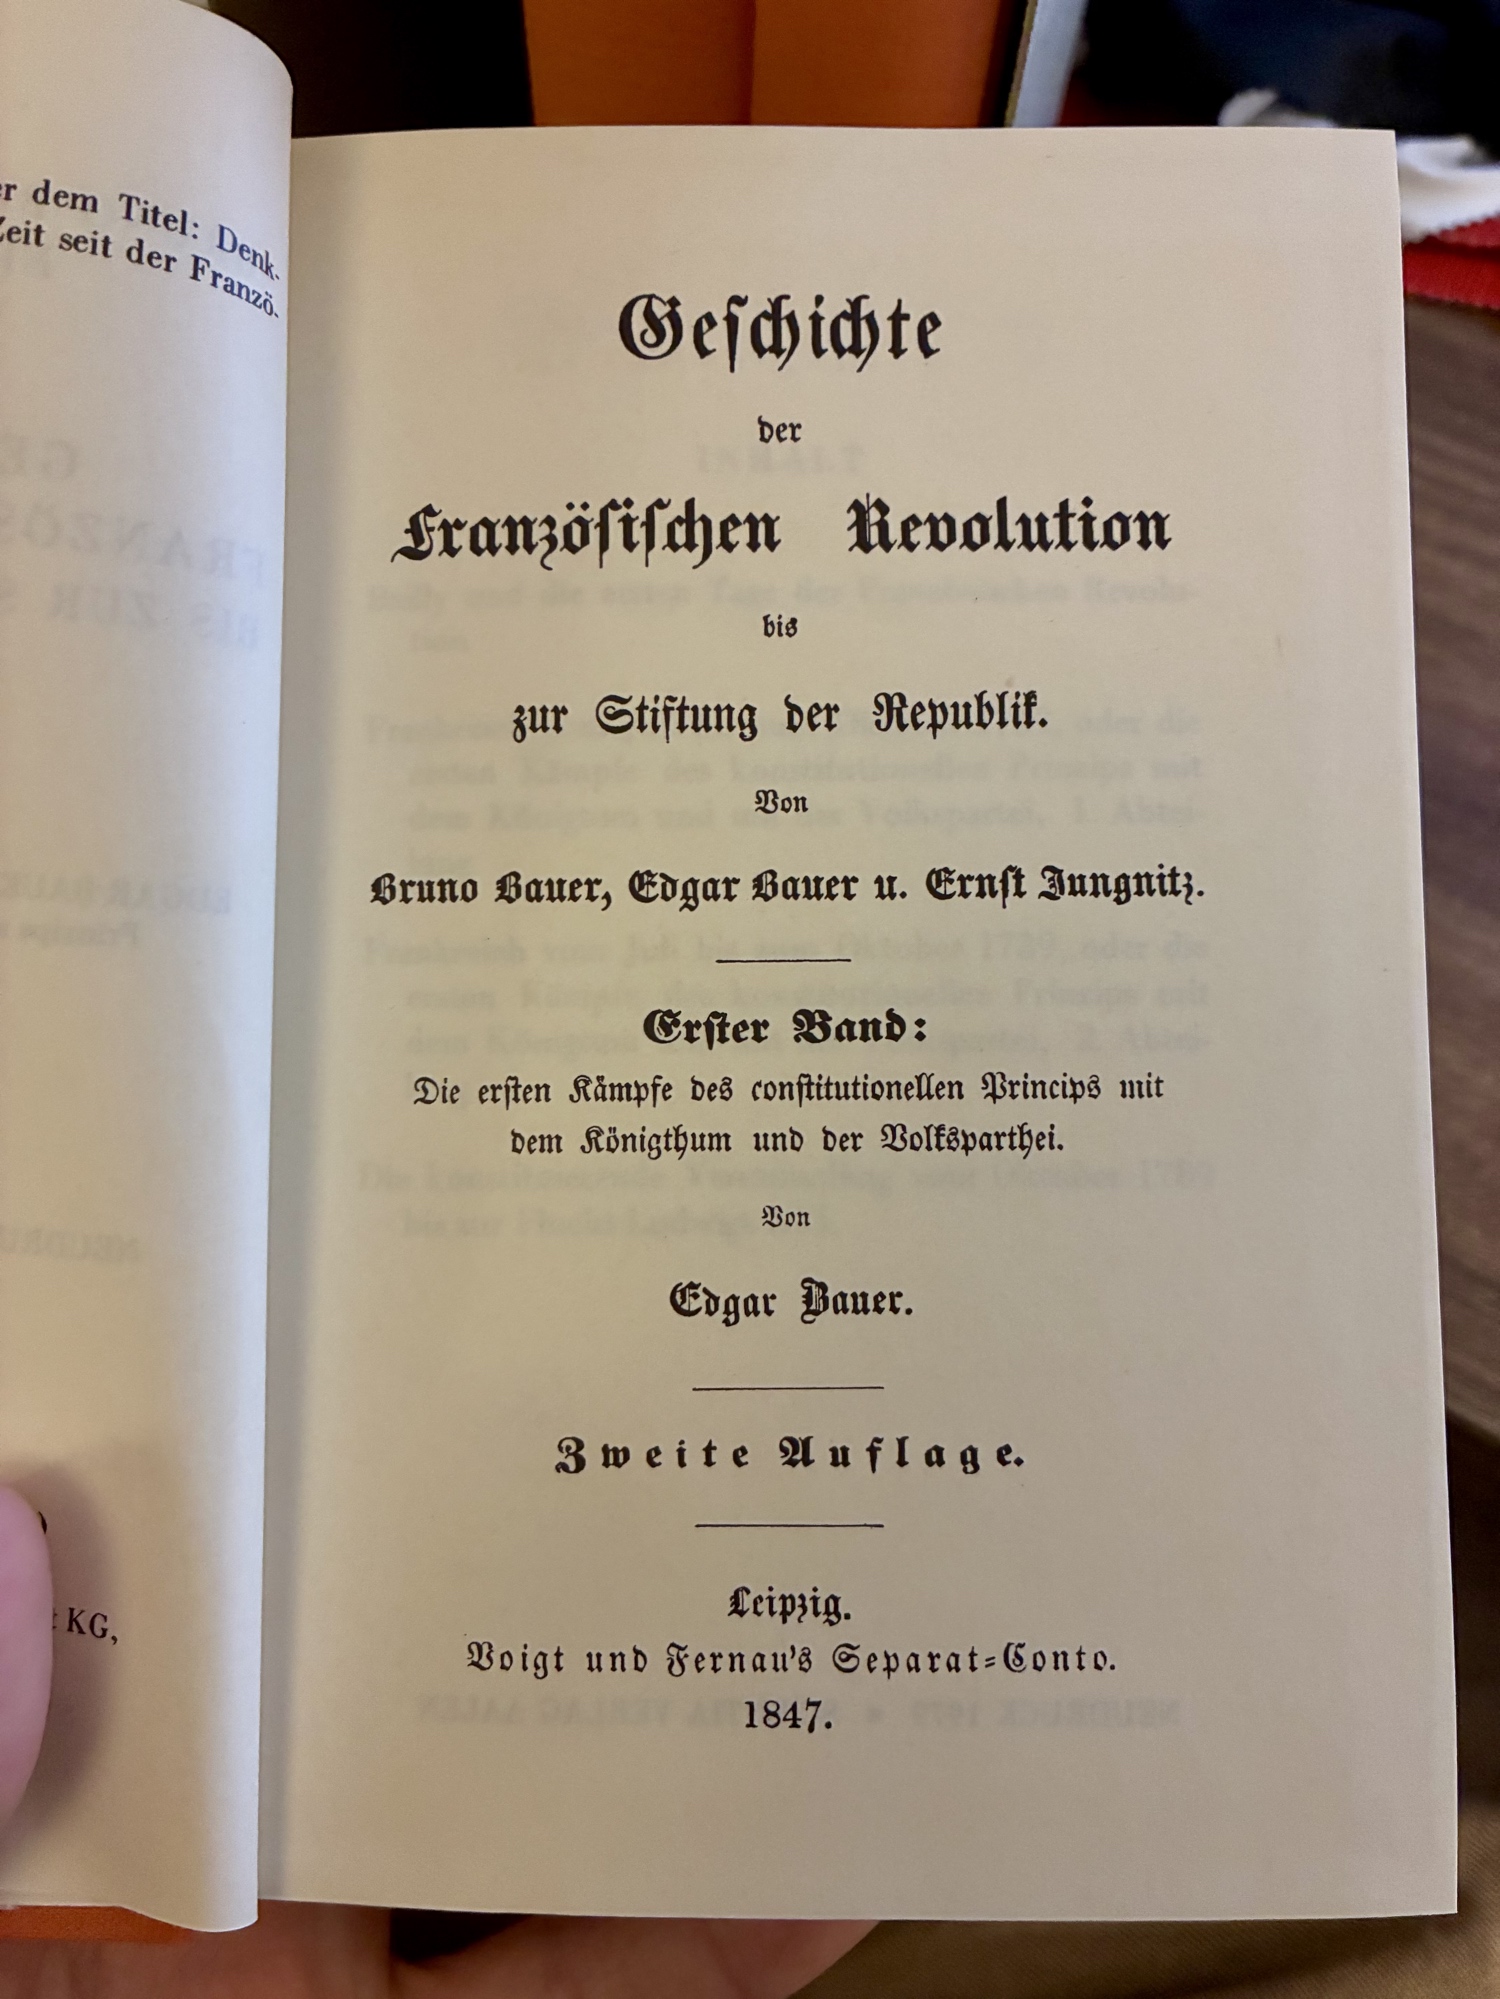 er dem Titel: Denk-
Zeit seit der Franzö-
KG,
Geschichte
der
Französischen Revolution
bis
zur Stiftung der Republik.
Von
Bruno Bauer, Edgar Bauer u. Ernst Jungnitz.
Erster Band:
Die ersten Kämpfe des constitutionellen Princips mit
dem Königthum und der Volksparthei.
Von
Edgar Bauer.
Zweite Auflage.
Leipzig.
Voigt und Fernau's Separat-Conto.
1847.